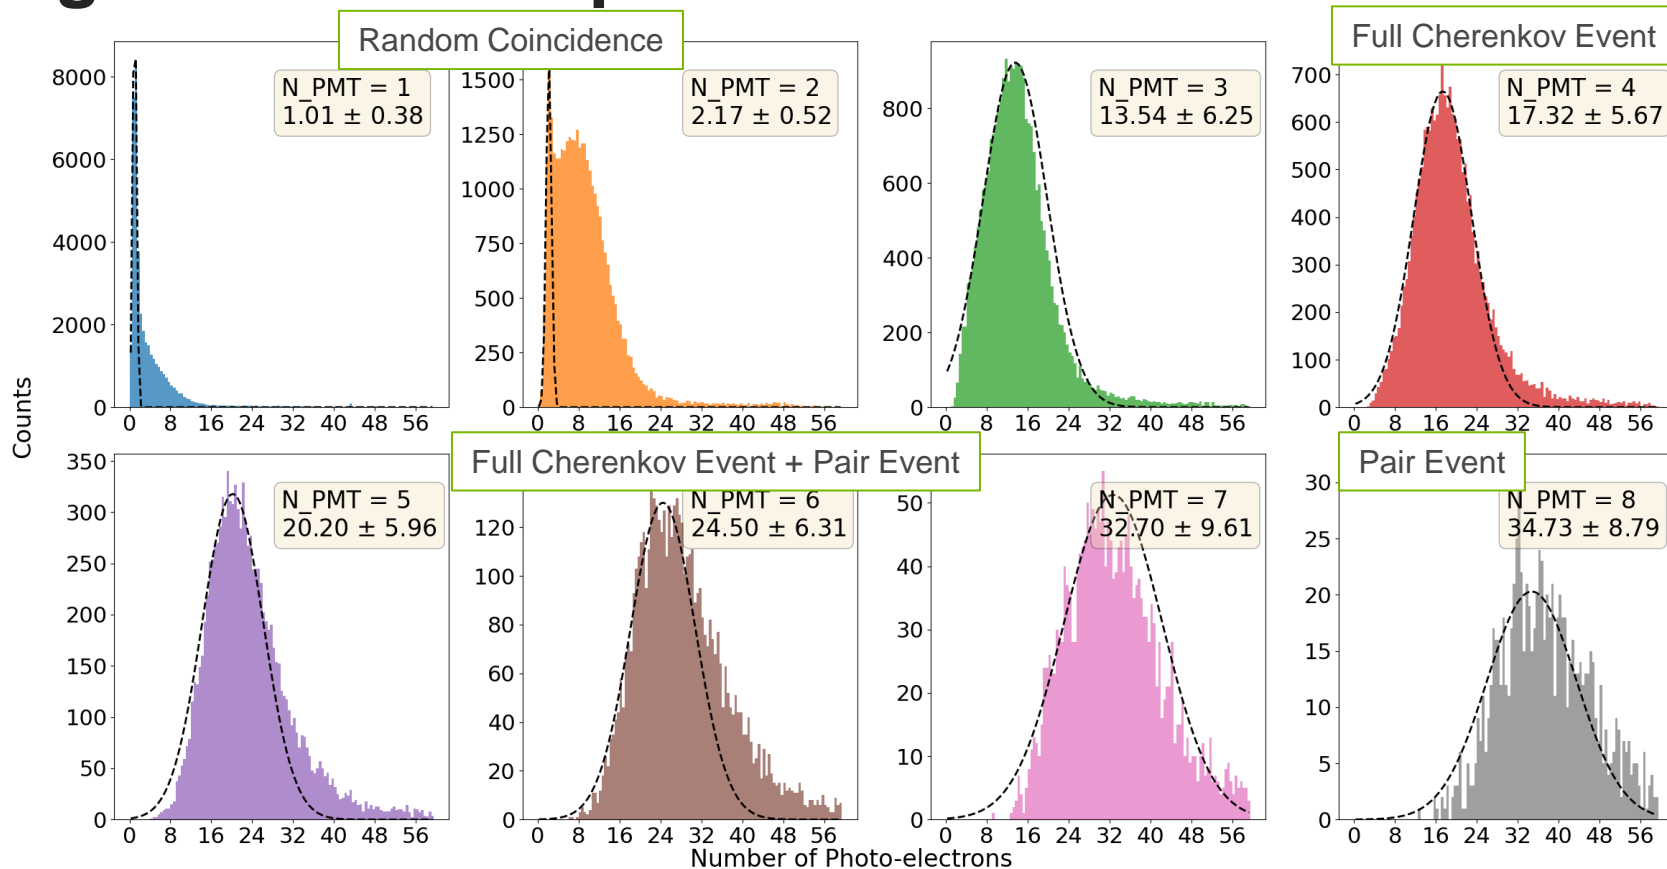 Random Coincidence
Full Cherenkov Event
N_PMT = 1
1.01 ± 0.38
N_PMT = 2
2.17 ± 0.52
N_PMT = 3
13.54 ± 6.25
N_PMT = 4
17.32 ± 5.67
8000
6000
4000
2000
0
0 8 16 24 32 40 48 56
1500
1250
1000
750
500
250
0
0 8 16 24 32 40 48 56
800
600
400
200
0
0 8 16 24 32 40 48 56
700
600
500
400
300
200
100
0
0 8 16 24 32 40 48 56
Counts
Full Cherenkov Event + Pair Event
Pair Event
N_PMT = 5
20.20 ± 5.96
N_PMT = 6
24.50 ± 6.31
N_PMT = 7
32.70 ± 9.61
N_PMT = 8
34.73 ± 8.79
350
300
250
200
150
100
50
0
0 8 16 24 32 40 48 56
120
100
80
60
40
20
0
0 8 16 24 32 40 48 56
50
40
30
20
10
0
0 8 16 24 32 40 48 56
30
25
20
15
10
5
0
0 8 16 24 32 40 48 56
Number of Photo-electrons